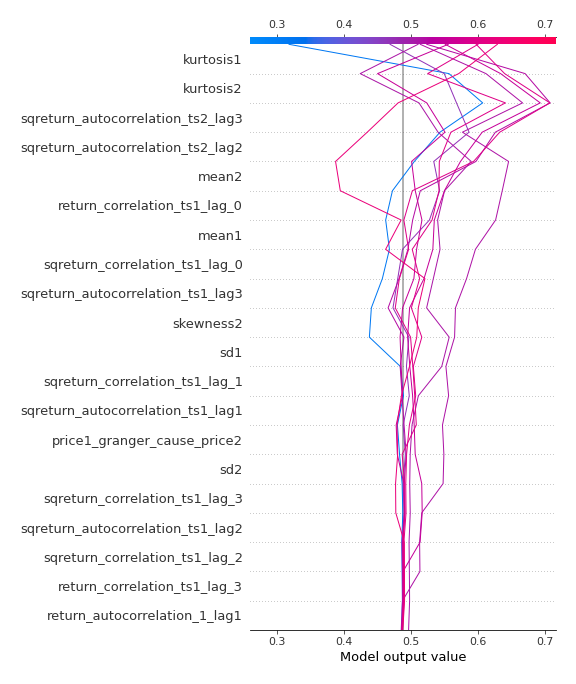 0.3 0.4 0.5 0.6 0.7
kurtosis1
kurtosis2
sqreturn_autocorrelation_ts2_lag3
sqreturn_autocorrelation_ts2_lag2
mean2
return_correlation_ts1_lag_0
mean1
sqreturn_correlation_ts1_lag_0
sqreturn_autocorrelation_ts1_lag3
skewness2
sd1
sqreturn_correlation_ts1_lag_1
sqreturn_autocorrelation_ts1_lag1
price1_granger_cause_price2
sd2
sqreturn_correlation_ts1_lag_3
sqreturn_autocorrelation_ts1_lag2
sqreturn_correlation_ts1_lag_2
return_correlation_ts1_lag_3
return_autocorrelation_1_lag1
0.3 0.4 0.5 0.6 0.7
Model output value